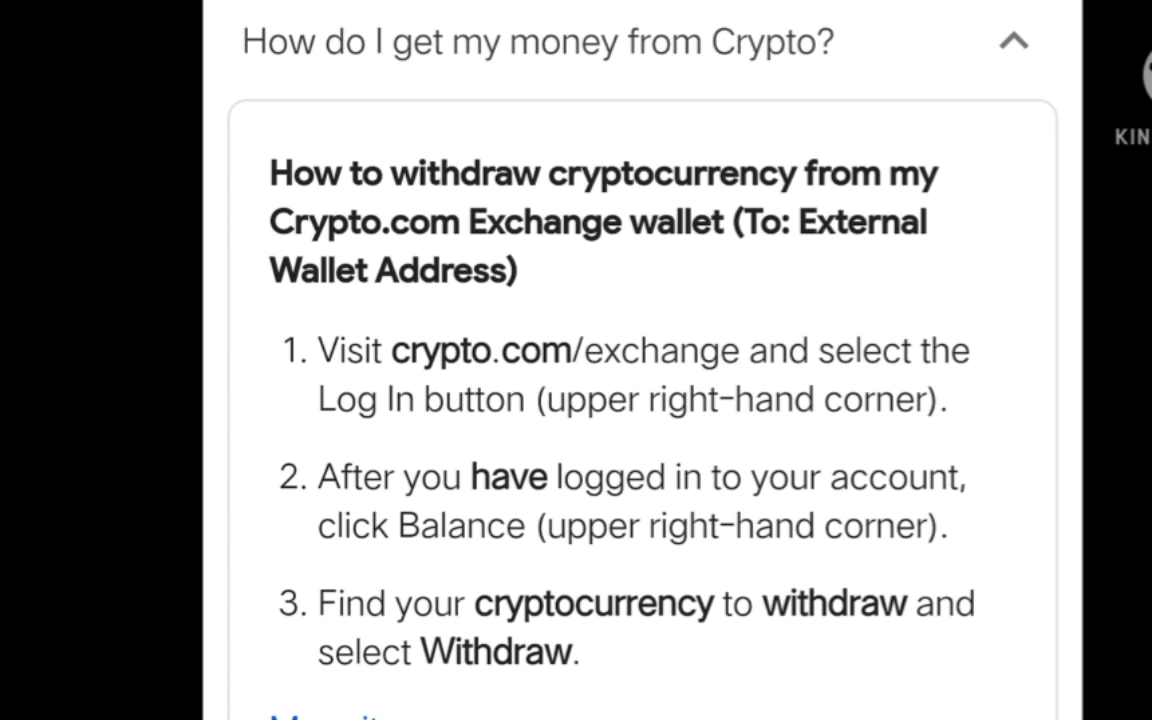 How do I get my money from Crypto?
How to withdraw cryptocurrency from my
Crypto.com Exchange wallet (To: External
Wallet Address)
1. Visit crypto.com/exchange and select the
Log In button (upper right-hand corner).
2. After you have logged in to your account,
click Balance (upper right-hand corner).
3. Find your cryptocurrency to withdraw and
select Withdraw.
KIN